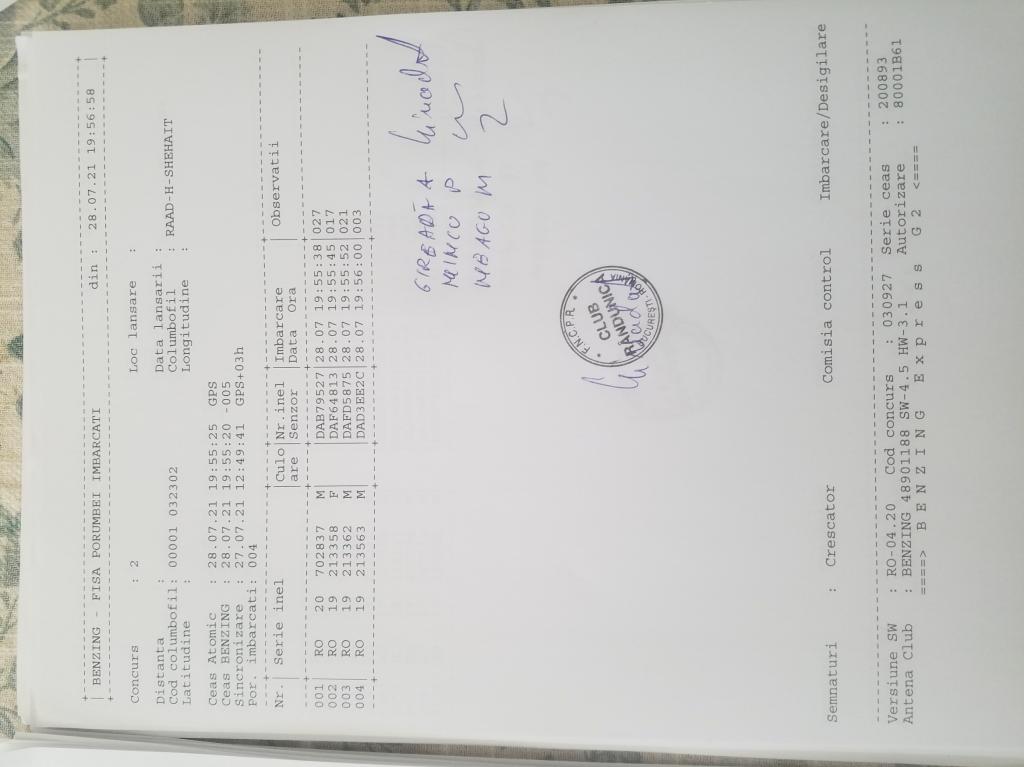 BENZING - FISA PORUMBEI IMBARCATI din : 28.07.21 19:56:58
Concurs : 2 Loc lansare :
Distanta : Data lansarii :
Cod columbofil: 00001 032302 Columbofil : RAAD-H-SHEHAIT
Latitudine : Longitudine :
Ceas Atomic : 28.07.21 19:55:25 GPS
Ceas BENZING : 28.07.21 19:55:20 -005
Sincronizare : 27.07.21 12:49:41 GPS+03h
Por. imbarcati: 004
Nr.| Serie inel |Culo|Nr.inel |Imbarcare | Observatii
| |are |Senzor |Data Ora |
001 | RO 20 702837 M | |DAB79527|28.07 19:55:38|027
002 | RO 19 213358 F | |DAF64813|28.07 19:55:45|017
003 | RO 19 213362 M | |DAFD5875|28.07 19:55:52|021
004 | RO 19 213563 M | |DAD3EE2C|28.07 19:56:00|003
GIRBADĂ A
MIMCU P
MBAGU M
F.N.C.P.R.
CLUB
RÂNDUNICA
BUCUREȘTI - ROMÂNIA
Semnaturi : Crescator Comisia control Imbarcare/Desigilare
Versiune SW : RO-04.20 Cod concurs : 030927 Serie ceas : 200893
Antena Club : BENZING 48901188 SW-4.5 HW-3.1 Autorizare : 80001B61
====> B E N Z I N G E x p r e s s G 2 <====